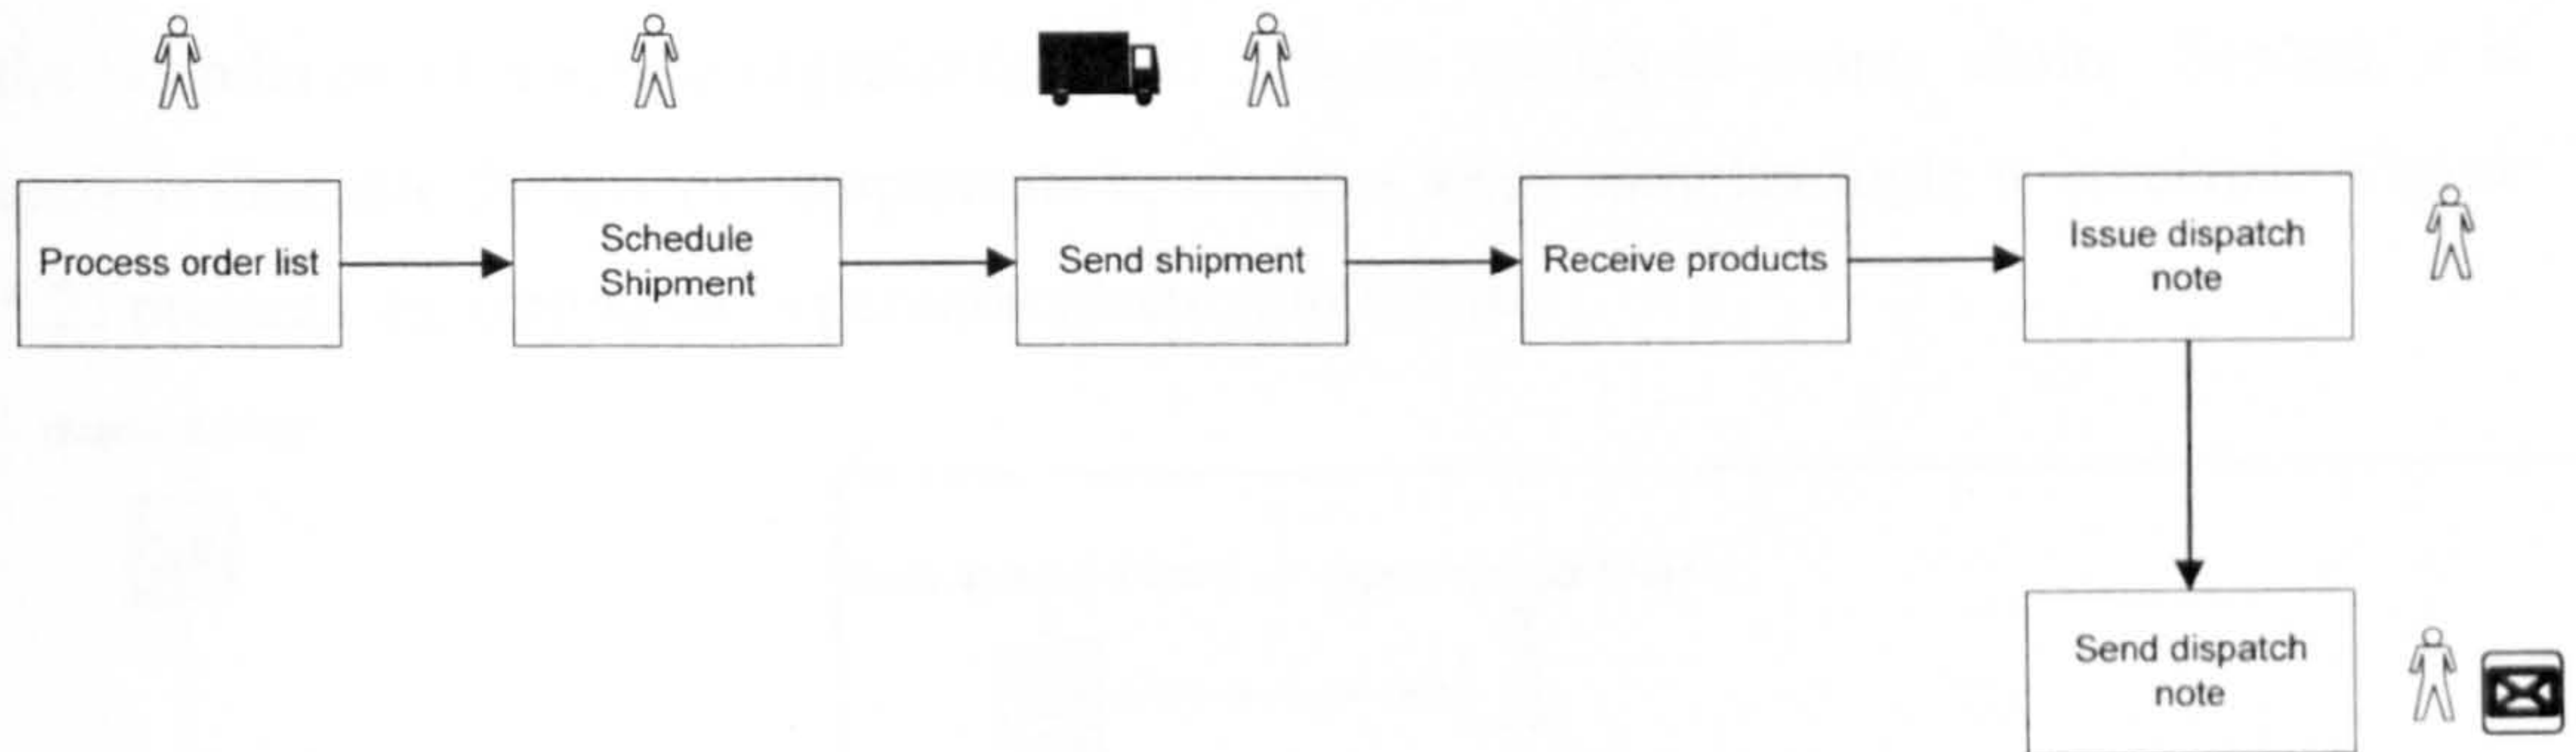 Process order list
Schedule
Shipment
Send shipment
Receive products
Issue dispatch
note
Send dispatch
note